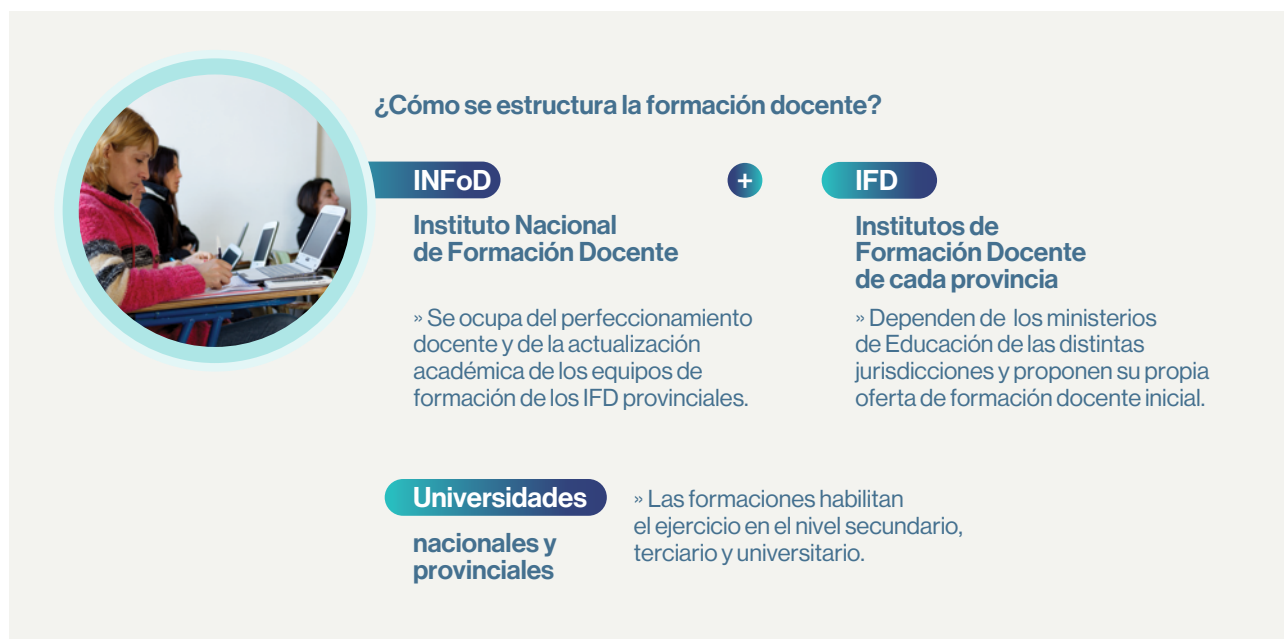 ¿Cómo se estructura la formación docente?
INFoD
Instituto Nacional
de Formación Docente
» Se ocupa del perfeccionamiento
docente y de la actualización
académica de los equipos de
formación de los IFD provinciales.
+
IFD
Institutos de
Formación Docente
de cada provincia
» Dependen de los ministerios
de Educación de las distintas
jurisdicciones y proponen su propia
oferta de formación docente inicial.
Universidades
nacionales y
provinciales
» Las formaciones habilitan
el ejercicio en el nivel secundario,
terciario y universitario.